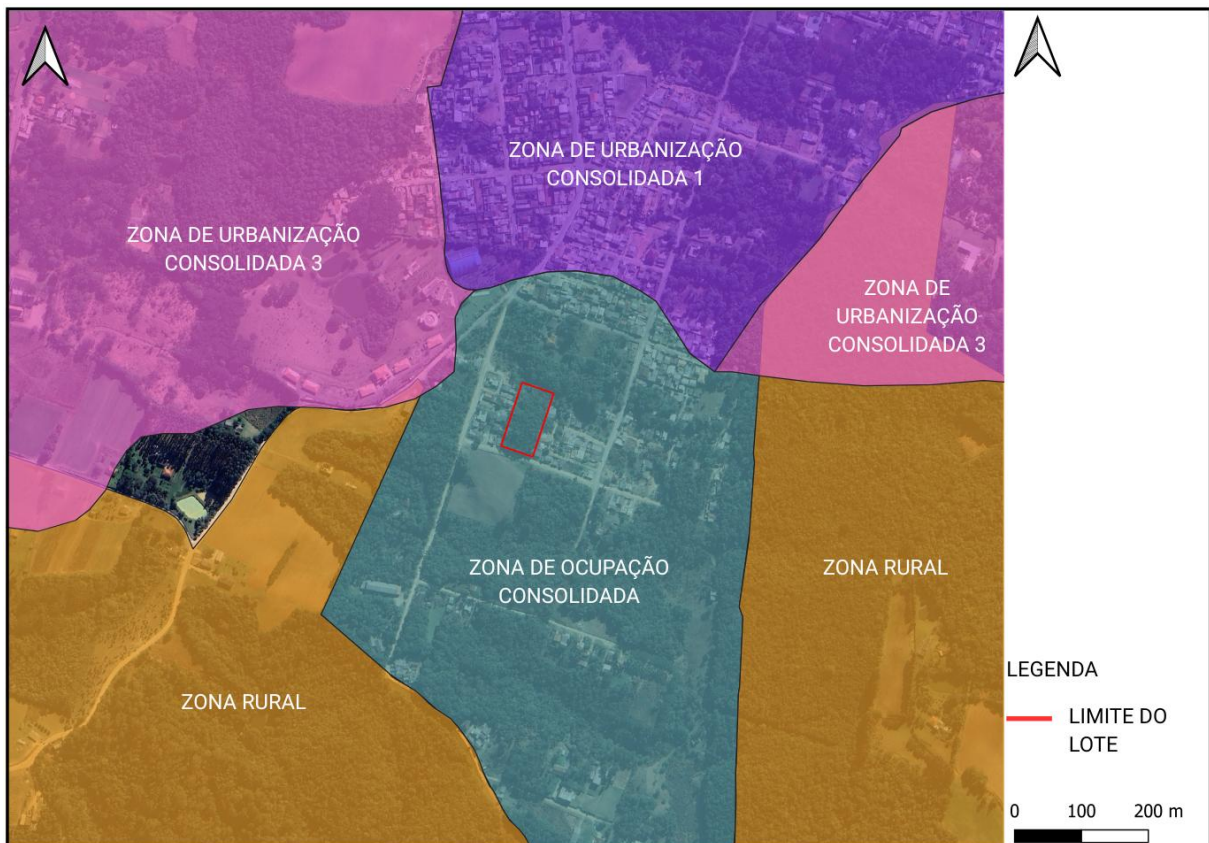 ZONA DE URBANIZAÇÃO
CONSOLIDADA 1
ZONA DE URBANIZAÇÃO
CONSOLIDADA 3
ZONA DE
URBANIZAÇÃO
CONSOLIDADA 3
ZONA DE OCUPAÇÃO
CONSOLIDADA
ZONA RURAL
ZONA RURAL
LEGENDA
LIMITE DO
LOTE
0 100 200 m